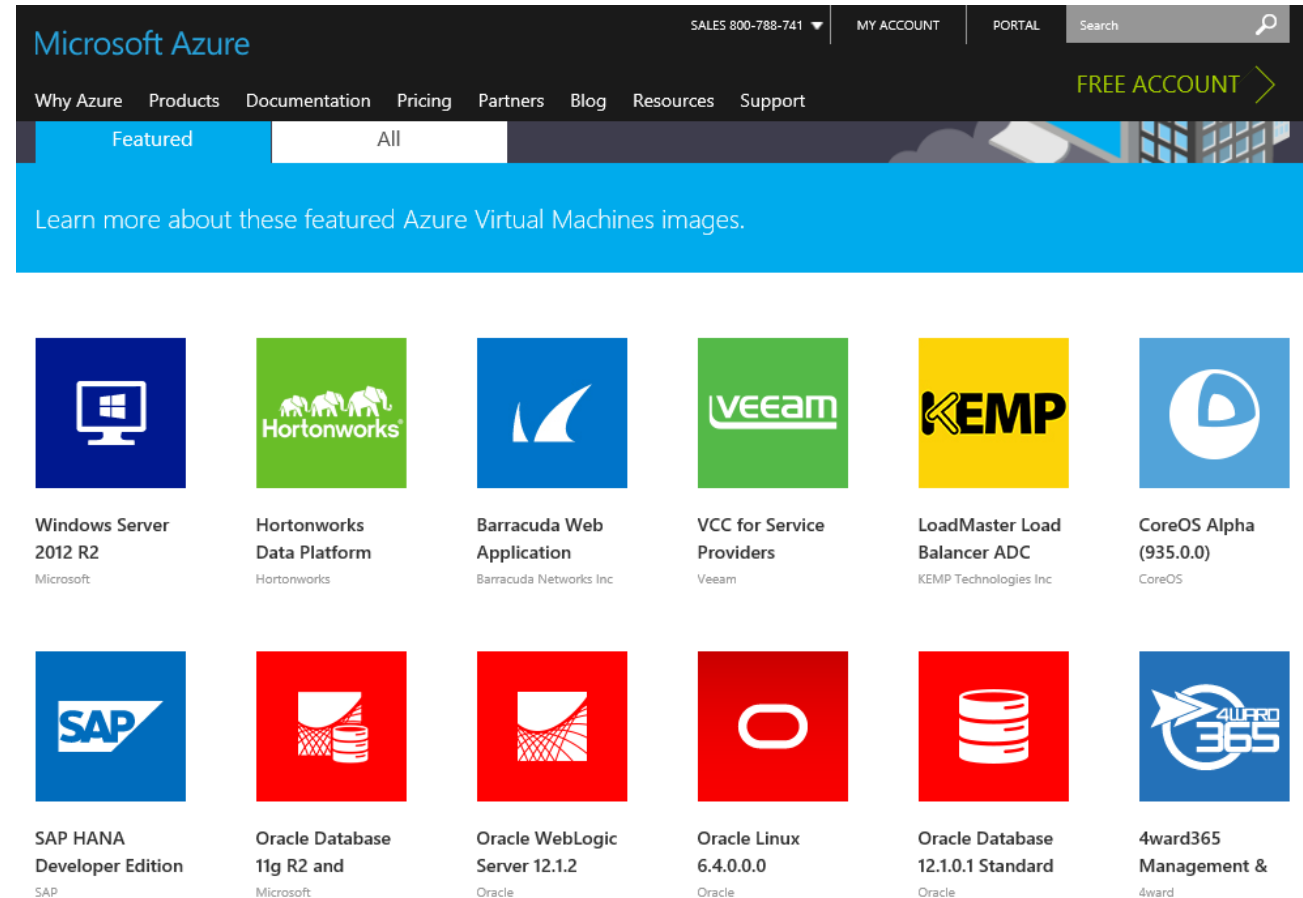 Microsoft Azure
SALES 800-788-741
MY ACCOUNT
PORTAL
Search
FREE ACCOUNT
Why Azure Products Documentation Pricing Partners Blog Resources Support
Featured
All
Learn more about these featured Azure Virtual Machines images.
Hortonworks
veeam
KEMP
Windows Server
2012 R2
Microsoft
Hortonworks
Data Platform
Hortonworks
Barracuda Web
Application
Barracuda Networks Inc
VCC for Service
Providers
Veeam
LoadMaster Load
Balancer ADC
KEMP Technologies Inc
CoreOS Alpha
(935.0.0)
CoreOS
SAP
4WARD
365
SAP HANA
Developer Edition
SAP
Oracle Database
11g R2 and
Microsoft
Oracle WebLogic
Server 12.1.2
Oracle
Oracle Linux
6.4.0.0.0
Oracle
Oracle Database
12.1.0.1 Standard
Oracle
4ward365
Management &
4ward